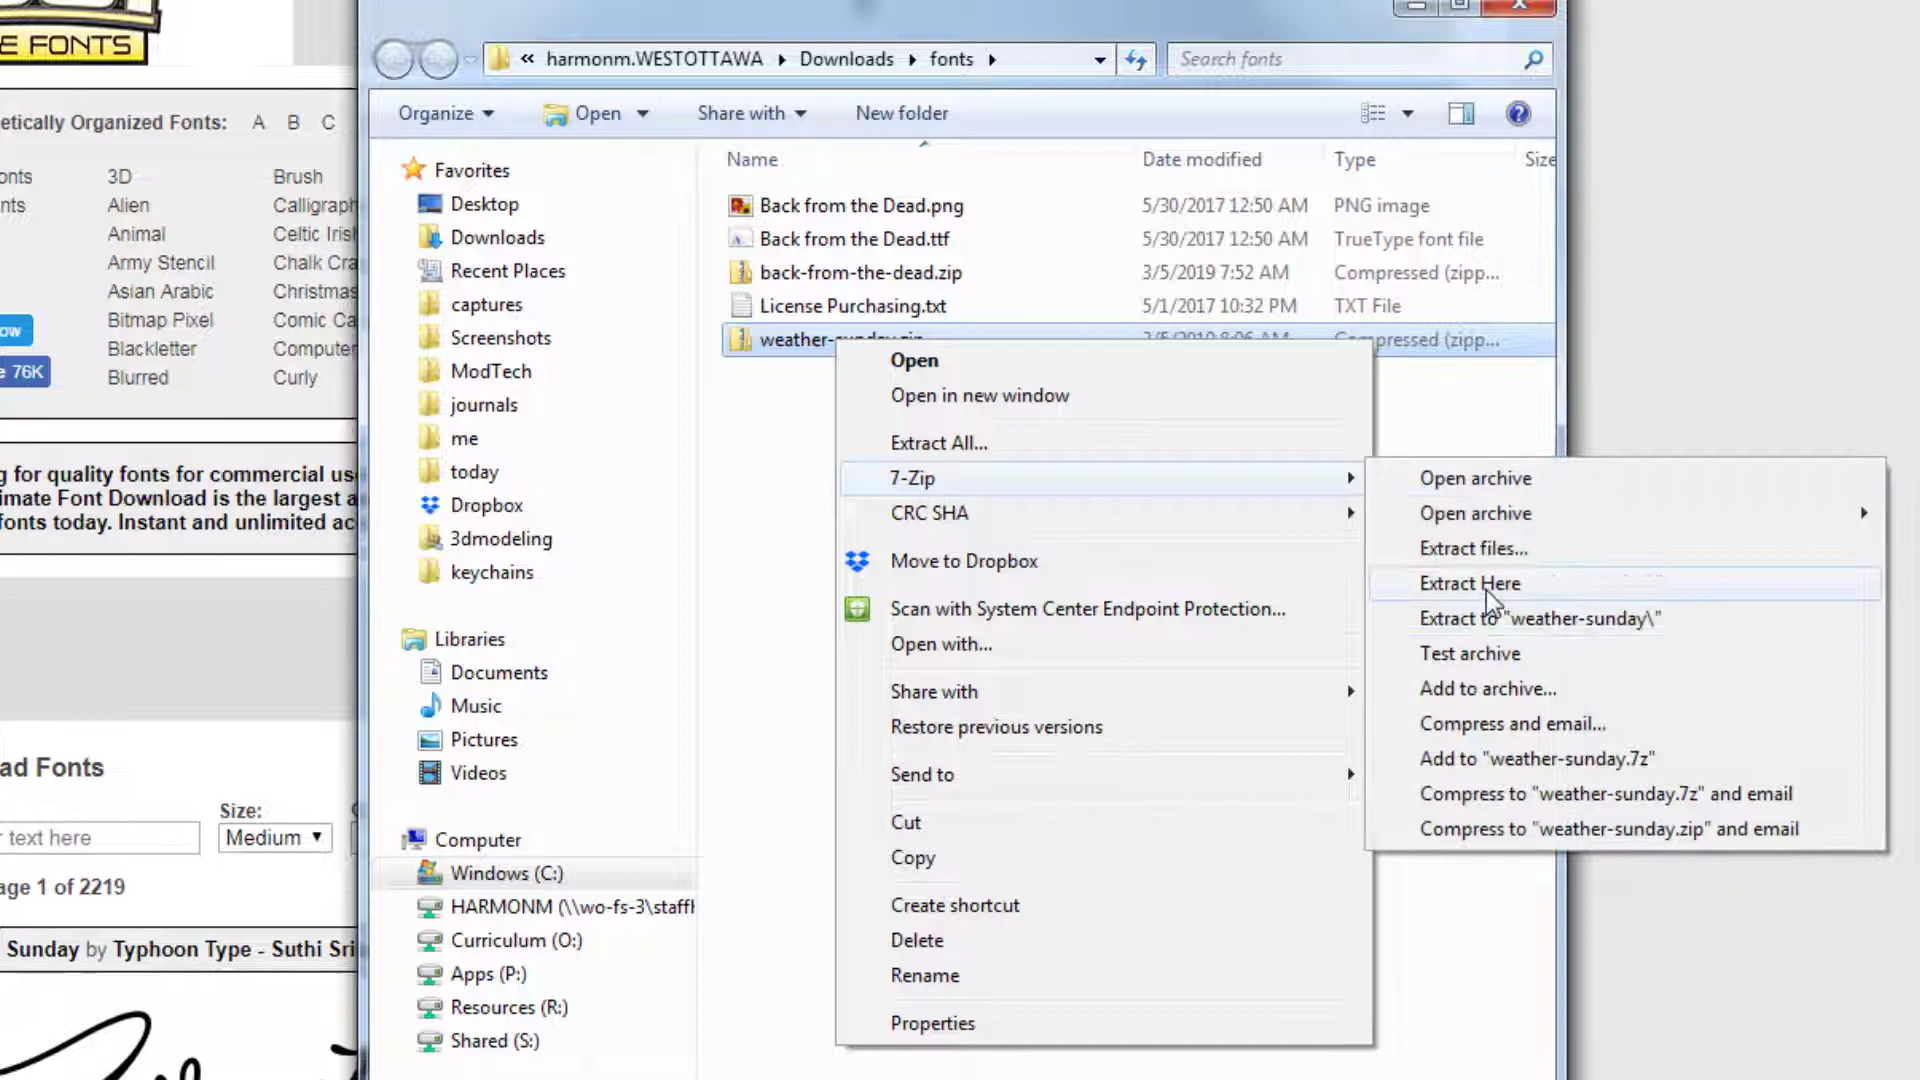 E FONTS
« harmonm.WESTOTTAWA Downloads fonts
Search fonts
Organize Open Share with New folder
etically Organized Fonts: A B C
onts 3D Brush
nts Alien Calligraph
Animal Celtic Iris
Army Stencil Chalk Cra
Asian Arabic Christmas
Bitmap Pixel Comic Ca
Blackletter Compute
Blurred Curly
ow
e 76K
g for quality fonts for commercial us
imate Font Download is the largest a
fonts today. Instant and unlimited ac
ad Fonts
Size:
r text here Medium
age 1 of 2219
Sunday by Typhoon Type - Suthi Sri
Favorites
Desktop
Downloads
Recent Places
captures
Screenshots
ModTech
journals
me
today
Dropbox
3dmodeling
keychains
Libraries
Documents
Music
Pictures
Videos
Computer
Windows (C:)
HARMONM (\\wo-fs-3\staff
Curriculum (O:)
Apps (P:)
Resources (R:)
Shared (S:)
Name Date modified Type Size
Back from the Dead.png 5/30/2017 12:50 AM PNG image
Back from the Dead.ttf 5/30/2017 12:50 AM TrueType font file
back-from-the-dead.zip 3/5/2019 7:52 AM Compressed (zipp...
License Purchasing.txt 5/1/2017 10:32 PM TXT File
weather-sunday.zip 3/5/2019 8:06 AM Compressed (zipp...
Open
Open in new window
Extract All...
7-Zip
CRC SHA
Move to Dropbox
Scan with System Center Endpoint Protection...
Open with...
Share with
Restore previous versions
Send to
Cut
Copy
Create shortcut
Delete
Rename
Properties
Open archive
Open archive
Extract files...
Extract Here
Extract to "weather-sunday\"
Test archive
Add to archive...
Compress and email...
Add to "weather-sunday.7z"
Compress to "weather-sunday.7z" and email
Compress to "weather-sunday.zip" and email